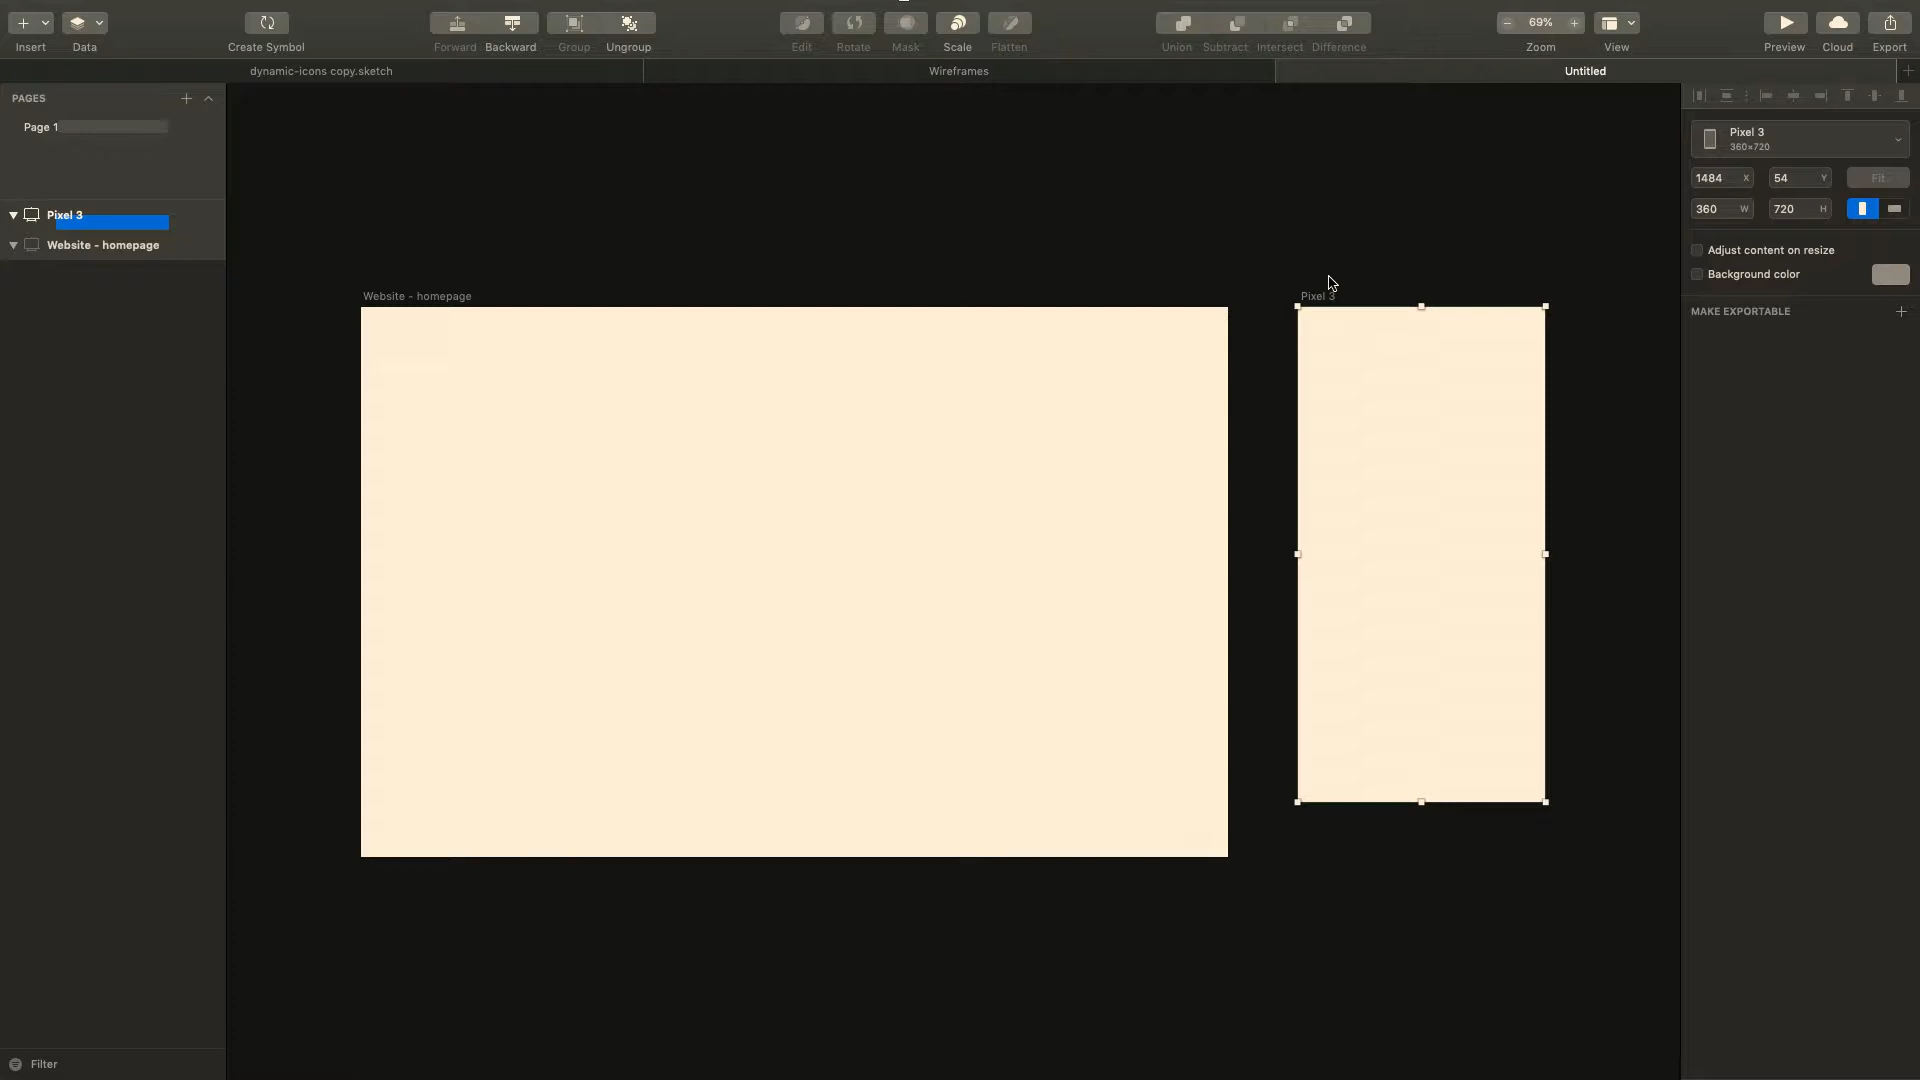 Insert
Data
Create Symbol
Forward
Backward
Group
Ungroup
Edit
Rotate
Mask
Scale
Flatten
Union
Subtract
Intersect
Difference
69%
Zoom
View
Preview
Cloud
Export
dynamic-icons copy.sketch
Wireframes
Untitled
PAGES
Page 1
Pixel 3
Website - homepage
Filter
Website - homepage
Pixel 3
Pixel 3
360×720
1484 X
54 Y
Fit
360 W
720 H
Adjust content on resize
Background color
MAKE EXPORTABLE